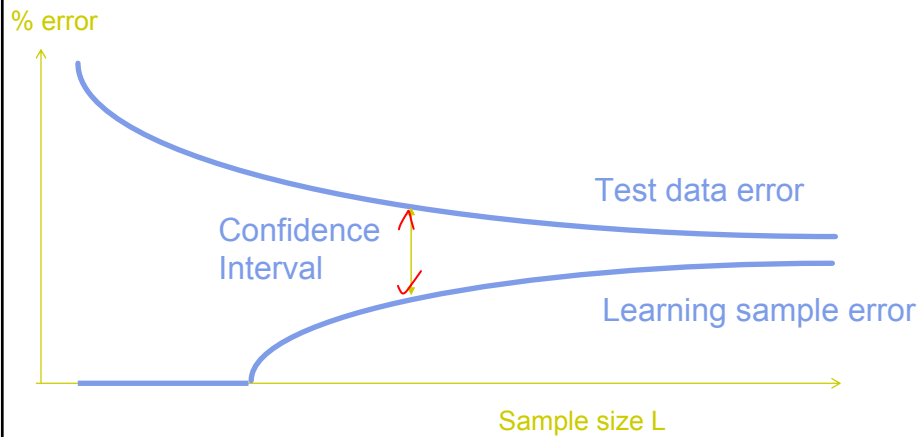 % error
Test data error
Confidence
Interval
Learning sample error
Sample size L